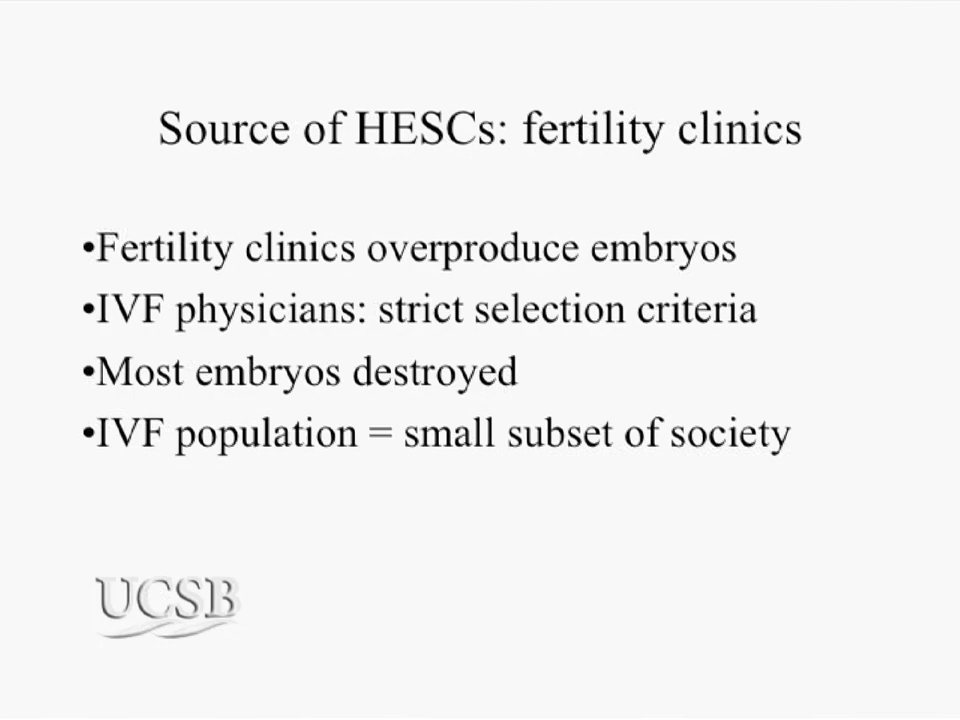 Source of HESCs: fertility clinics
•Fertility clinics overproduce embryos
•IVF physicians: strict selection criteria
•Most embryos destroyed
•IVF population = small subset of society
UCSB